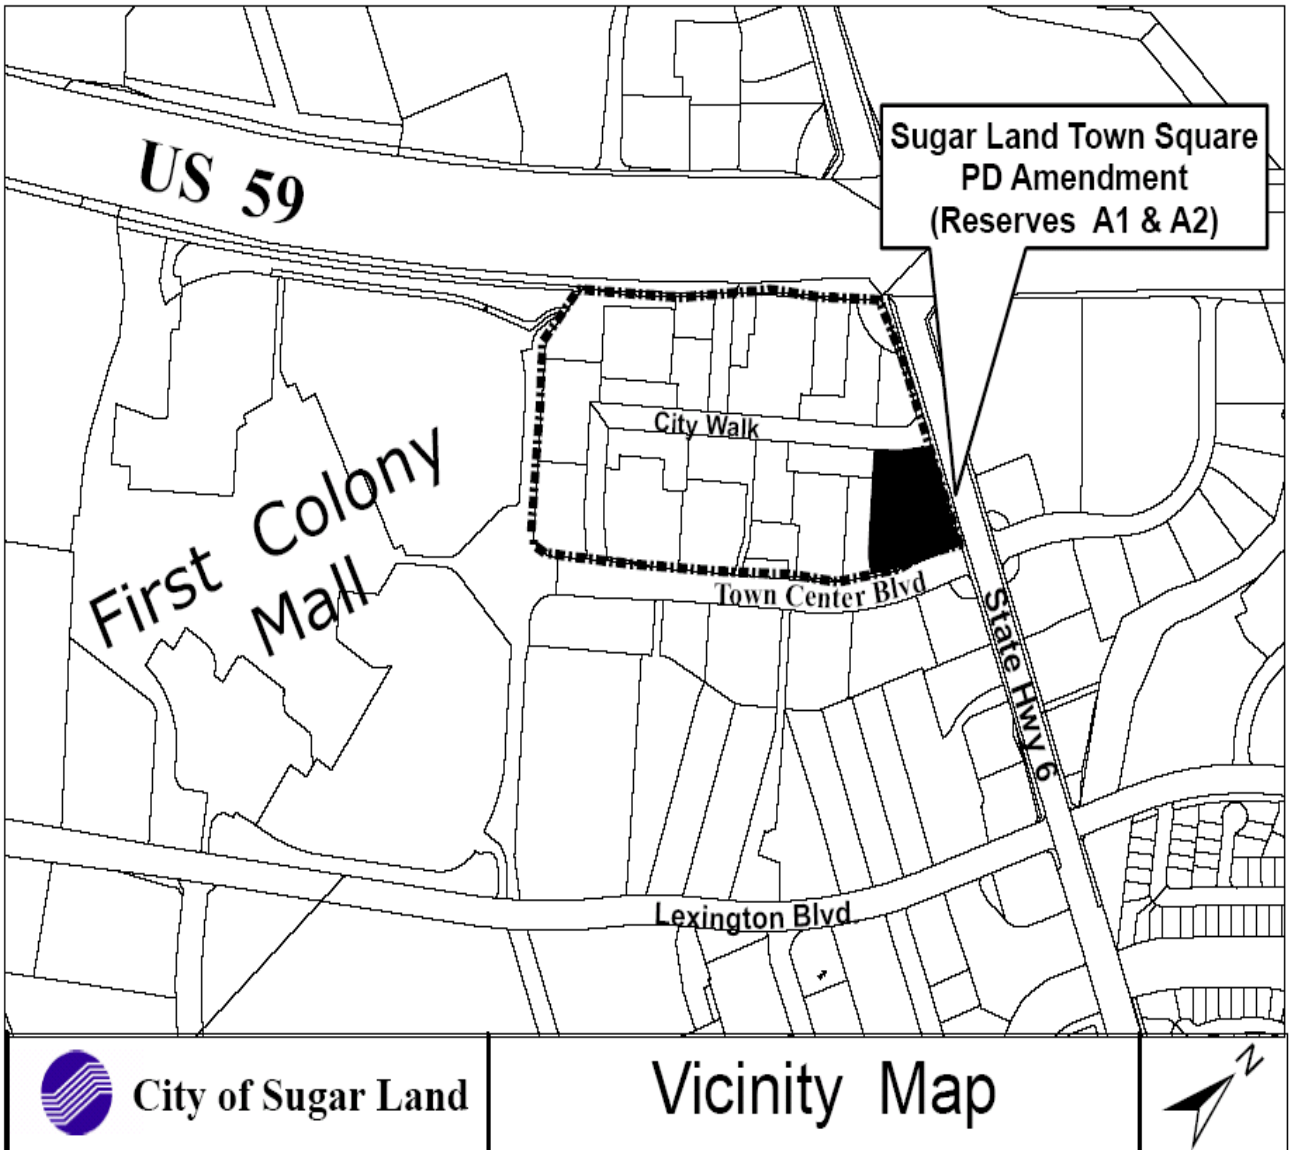 Sugar Land Town Square
PD Amendment
(Reserves A1 & A2)
US 59
City Walk
First Colony
Mall
Town Center Blvd
State Hwy 6
Lexington Blvd.
City of Sugar Land
Vicinity Map
N